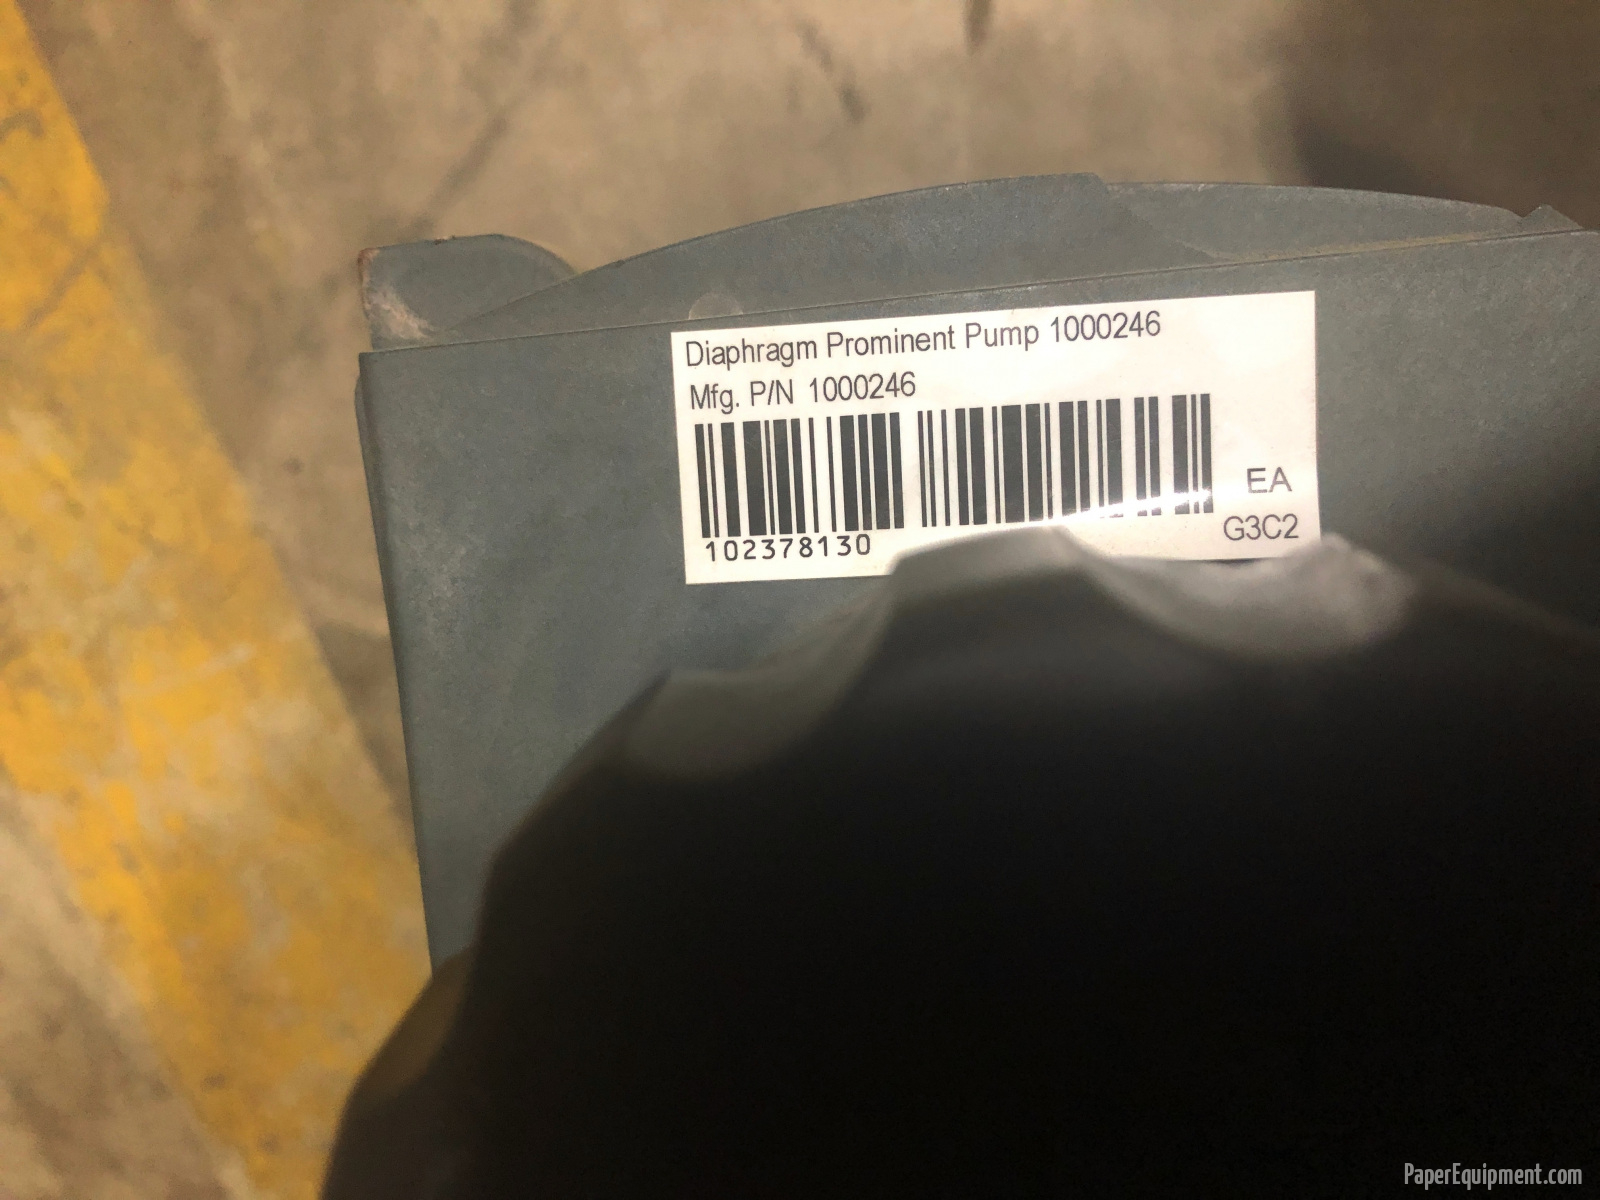 Diaphragm Prominent Pump 1000246
Mfg. P/N 1000246
EA
102378130
G3C2
PaperEquipment.com